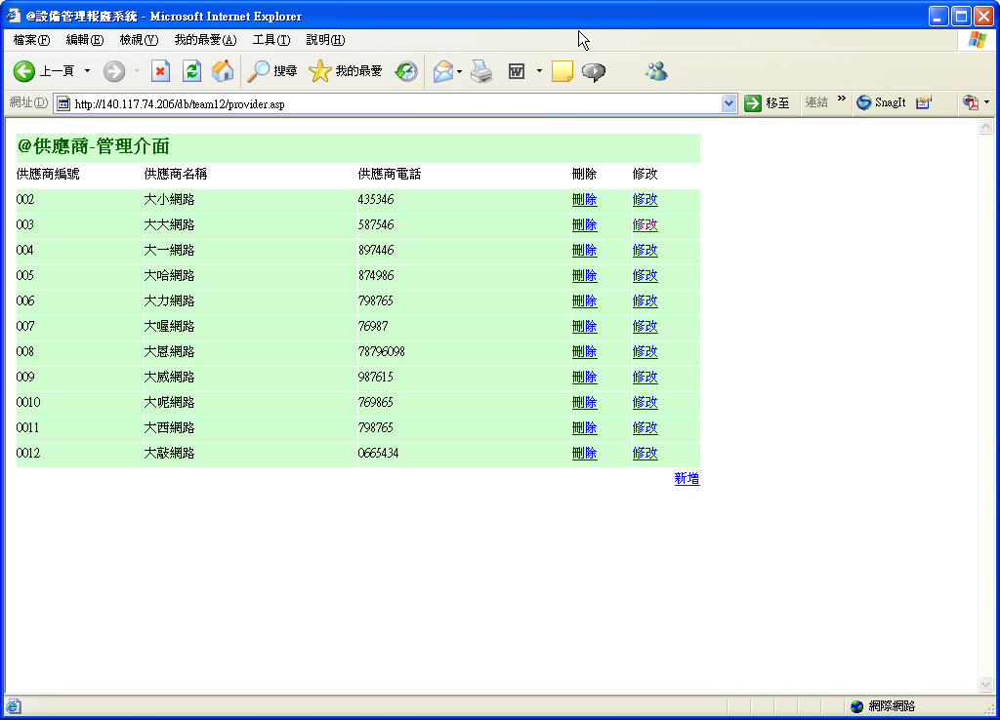 @設備管理報廢系統 - Microsoft Internet Explorer
檔案(F) 編輯(E) 檢視(V) 我的最愛(A) 工具(T) 說明(H)
上一頁 搜尋 我的最愛
網址(D) http://140.117.74.206/db/team12/provider.asp 移至 連結 » SnagIt
@供應商-管理介面
供應商編號 供應商名稱 供應商電話 刪除 修改
002 大小網路 435346 刪除 修改
003 大大網路 587546 刪除 修改
004 大一網路 897446 刪除 修改
005 大哈網路 874986 刪除 修改
006 大力網路 798765 刪除 修改
007 大喔網路 76987 刪除 修改
008 大恩網路 78796098 刪除 修改
009 大威網路 987615 刪除 修改
0010 大呢網路 769865 刪除 修改
0011 大西網路 798765 刪除 修改
0012 大敲網路 0665434 刪除 修改
新增
網際網路